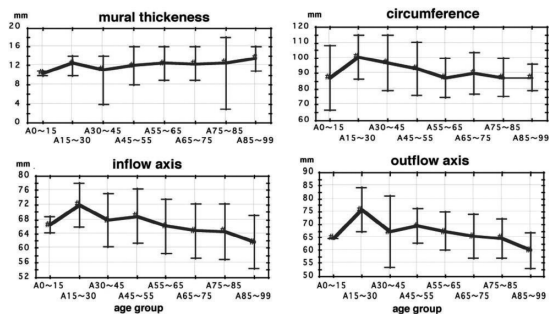 mural thickeness
mm
20
16
12
8
4
0
A0~15
A30~45
A55~65
A75~85
A15~30
A45~55
A65~75
A85~99
circumference
mm
120
110
100
90
80
70
60
A0~15
A30~45
A55~65
A75~85
A15~30
A45~55
A65~75
A85~99
inflow axis
mm
80
76
72
68
64
60
56
52
A0~15
A30~45
A55~65
A75~85
A15~30
A45~55
A65~75
A85~99
age group
outflow axis
mm
90
85
80
75
70
65
60
55
50
A0~15
A30~45
A55~65
A75~85
A15~30
A45~55
A65~75
A85~99
age group